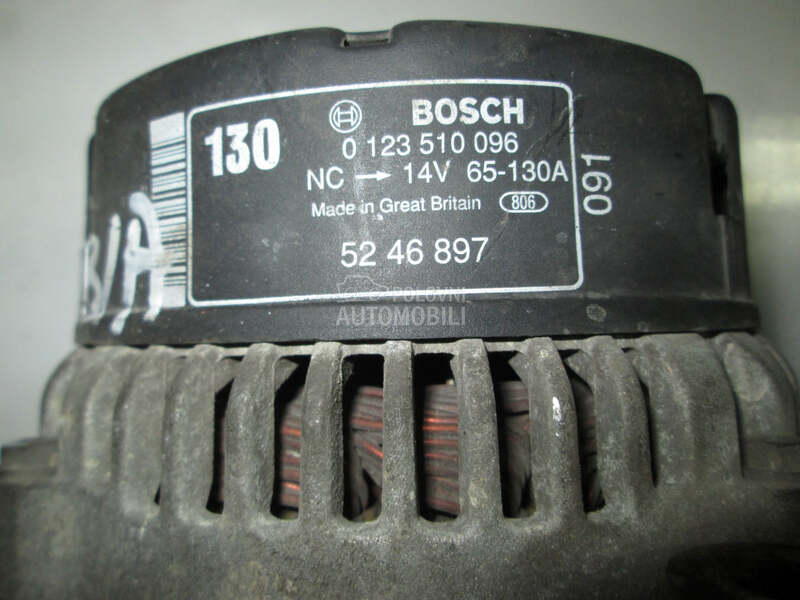 130
BOSCH
0 123 510 096
NC → 14V 65-130A
Made in Great Britain 806
52 46 897
091
POLOVNI
AUTOMOBILI